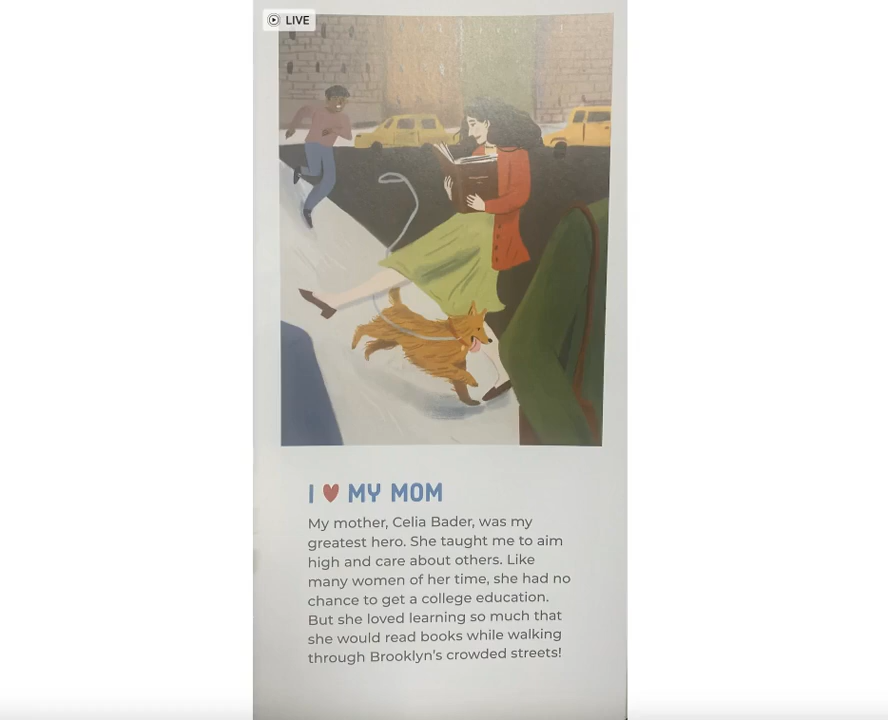 LIVE
I ♥ MY MOM
My mother, Celia Bader, was my
greatest hero. She taught me to aim
high and care about others. Like
many women of her time, she had no
chance to get a college education.
But she loved learning so much that
she would read books while walking
through Brooklyn's crowded streets!